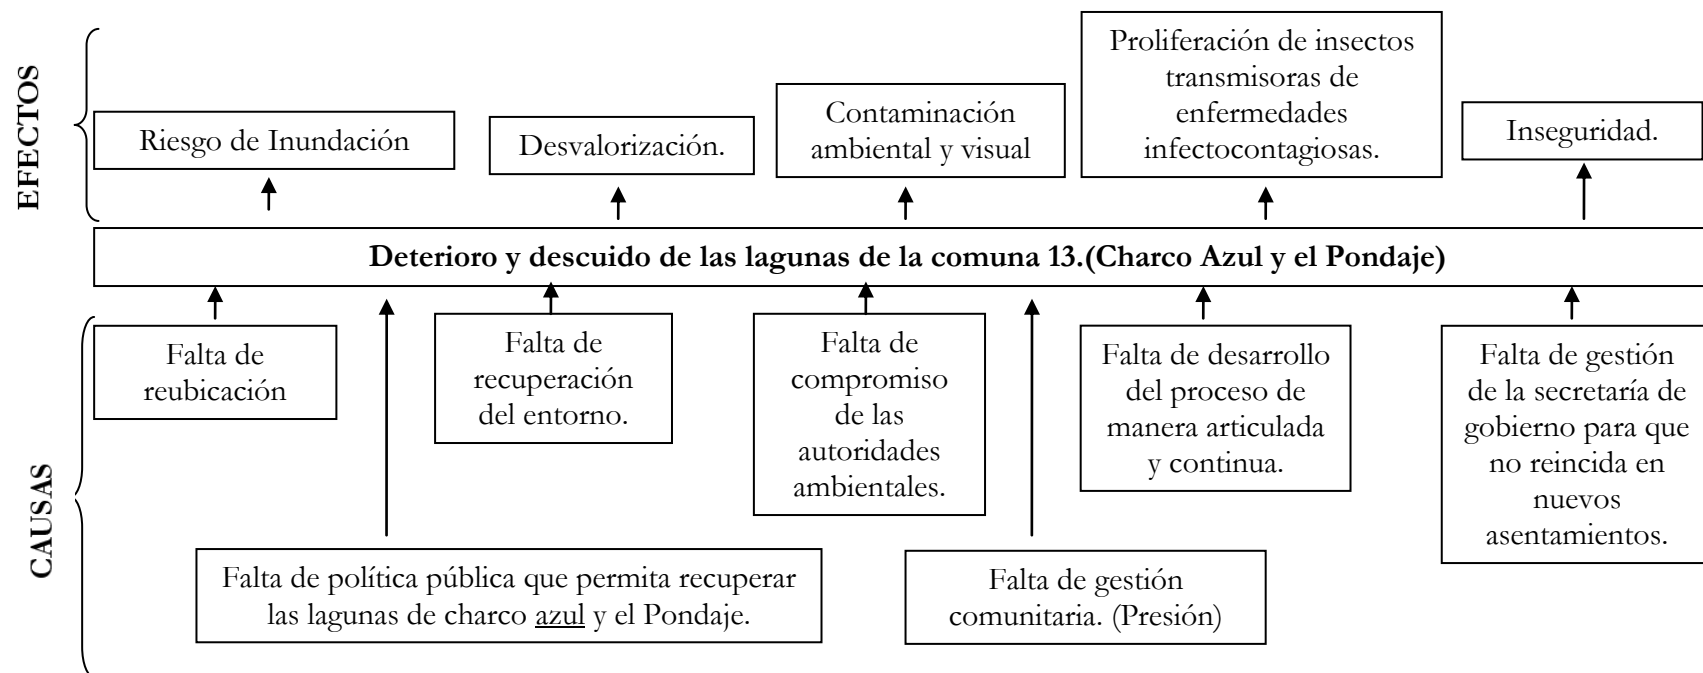 EFECTOS
Riesgo de Inundación
Desvalorización.
Contaminación
ambiental y visual
Proliferación de insectos
transmisoras de
enfermedades
infectocontagiosas.
Inseguridad.
Deterioro y descuido de las lagunas de la comuna 13.(Charco Azul y el Pondaje)
CAUSAS
Falta de
reubicación
Falta de
recuperación
del entorno.
Falta de
compromiso
de las
autoridades
ambientales.
Falta de desarrollo
del proceso de
manera articulada
y continua.
Falta de gestión
de la secretaría de
gobierno para que
no reincida en
nuevos
asentamientos.
Falta de política pública que permita recuperar
las lagunas de charco azul y el Pondaje.
Falta de gestión
comunitaria. (Presión)